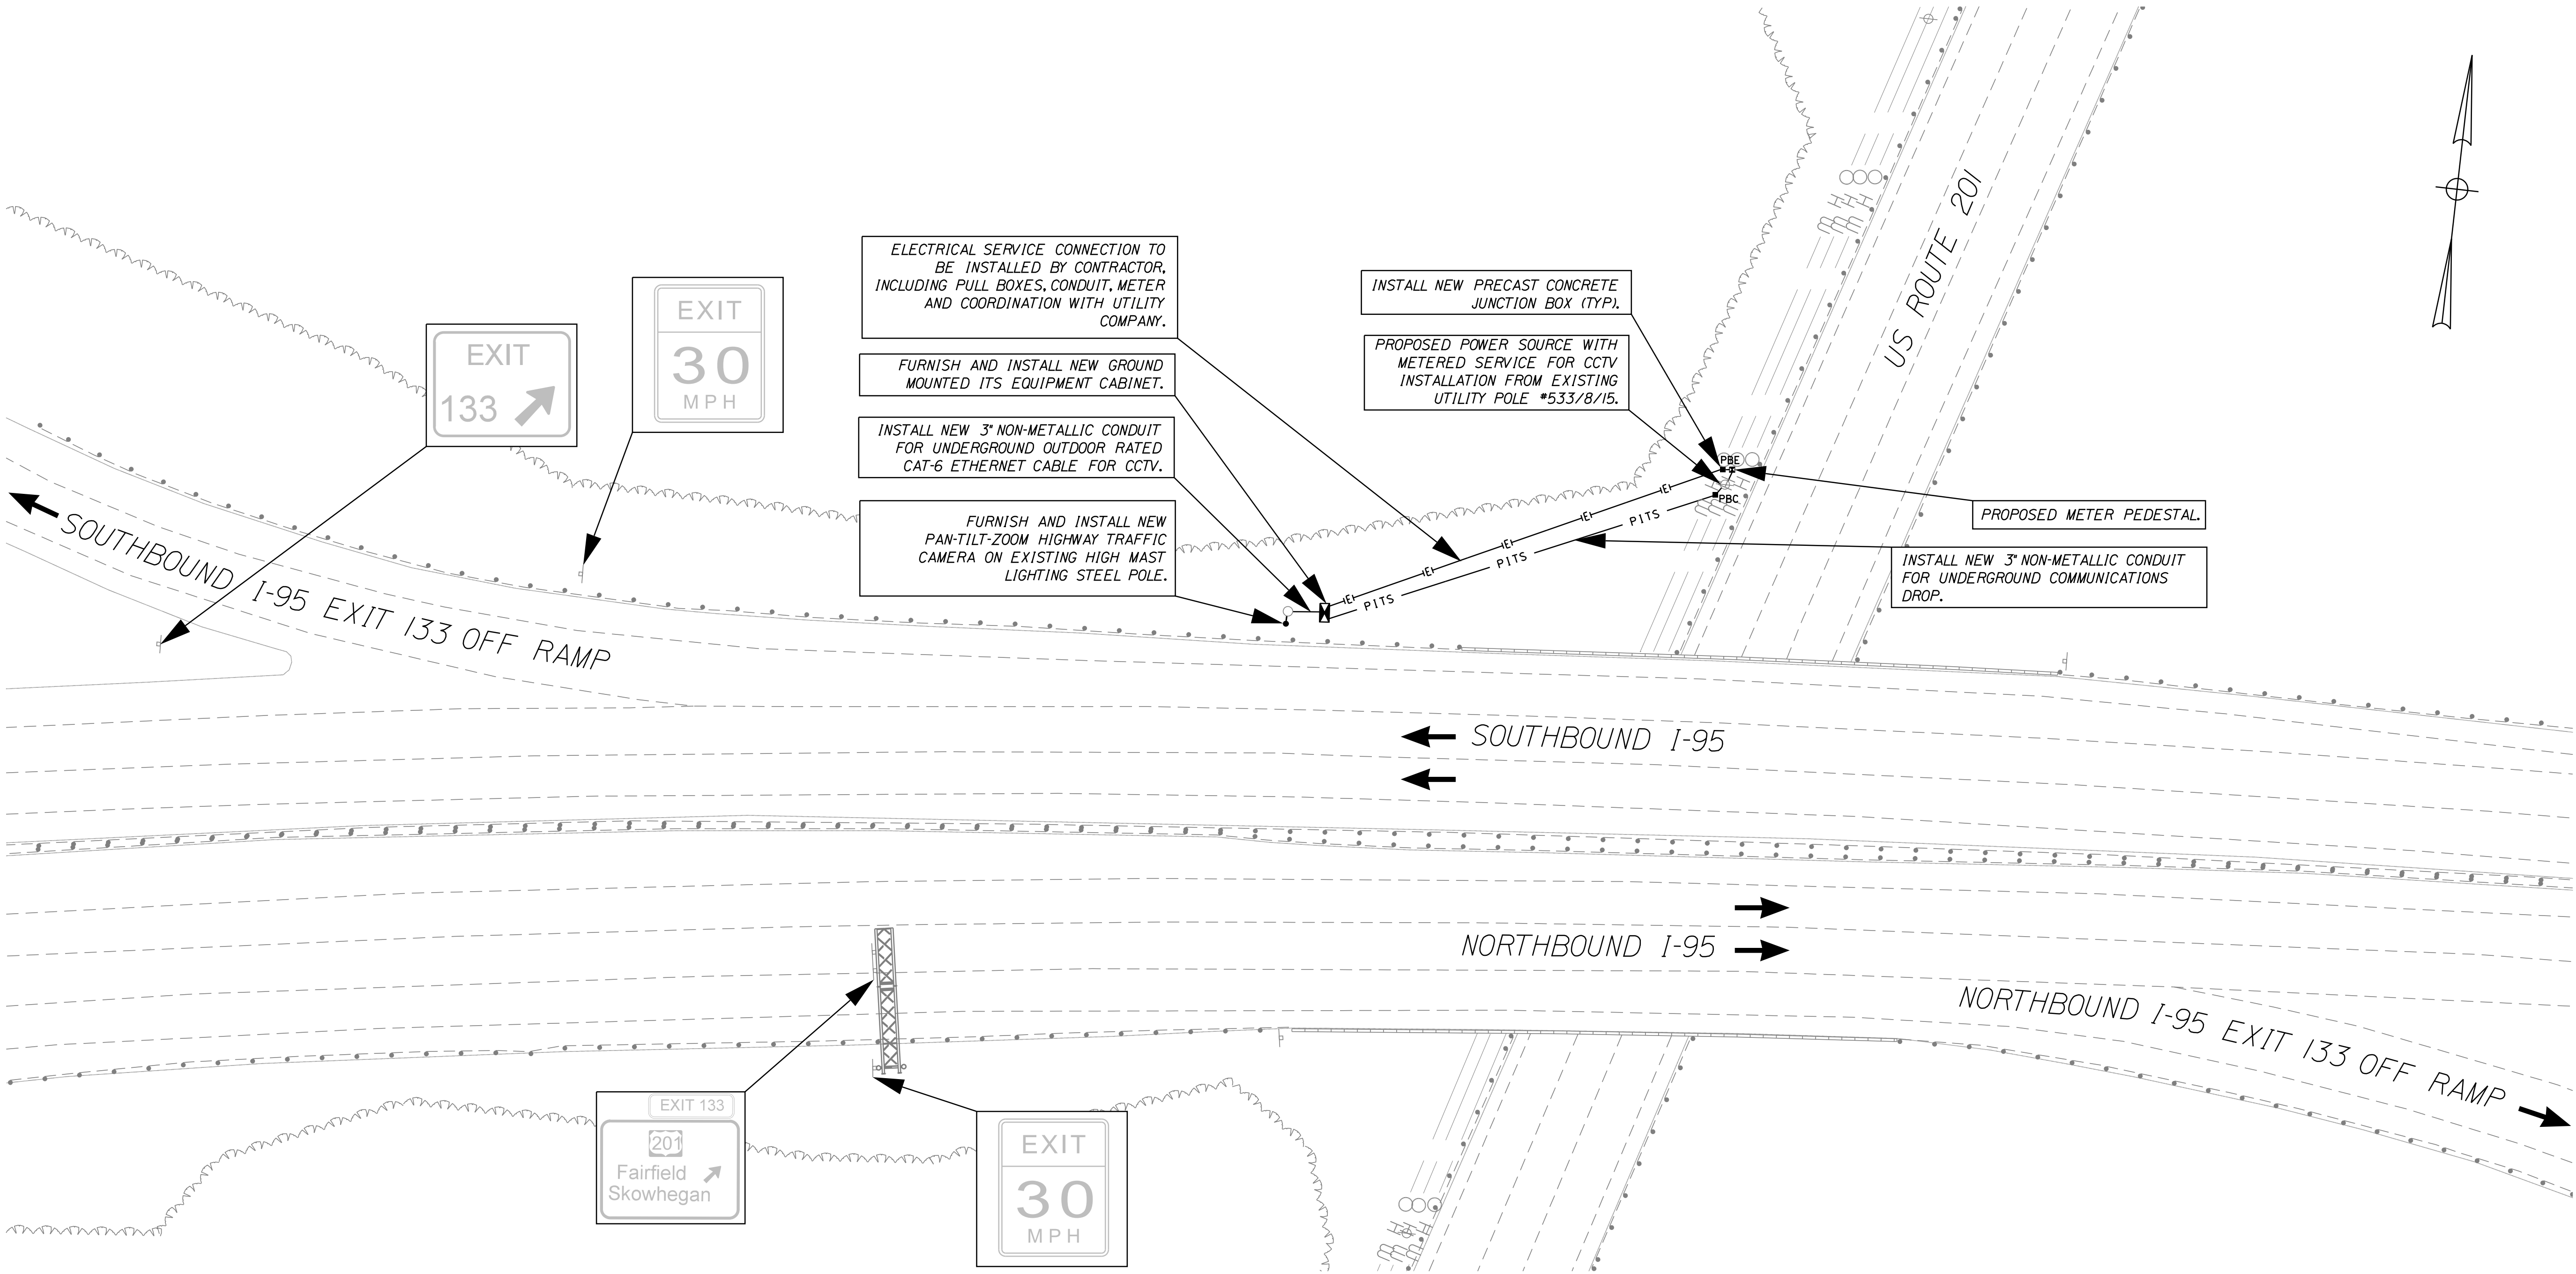 EXIT
133
EXIT
30
MPH
ELECTRICAL SERVICE CONNECTION TO
BE INSTALLED BY CONTRACTOR,
INCLUDING PULL BOXES, CONDUIT, METER
AND COORDINATION WITH UTILITY
COMPANY.
FURNISH AND INSTALL NEW GROUND
MOUNTED ITS EQUIPMENT CABINET.
INSTALL NEW 3" NON-METALLIC CONDUIT
FOR UNDERGROUND OUTDOOR RATED
CAT-6 ETHERNET CABLE FOR CCTV.
FURNISH AND INSTALL NEW
PAN-TILT-ZOOM HIGHWAY TRAFFIC
CAMERA ON EXISTING HIGH MAST
LIGHTING STEEL POLE.
INSTALL NEW PRECAST CONCRETE
JUNCTION BOX (TYP).
PROPOSED POWER SOURCE WITH
METERED SERVICE FOR CCTV
INSTALLATION FROM EXISTING
UTILITY POLE #533/8/15.
US ROUTE 201
PBE
PBC
E
E
E
E
E
PITS
PITS
PITS
PROPOSED METER PEDESTAL.
INSTALL NEW 3" NON-METALLIC CONDUIT
FOR UNDERGROUND COMMUNICATIONS
DROP.
SOUTHBOUND I-95 EXIT 133 OFF RAMP
SOUTHBOUND I-95
NORTHBOUND I-95
NORTHBOUND I-95 EXIT 133 OFF RAMP
EXIT 133
201
Fairfield
Skowhegan
EXIT
30
MPH